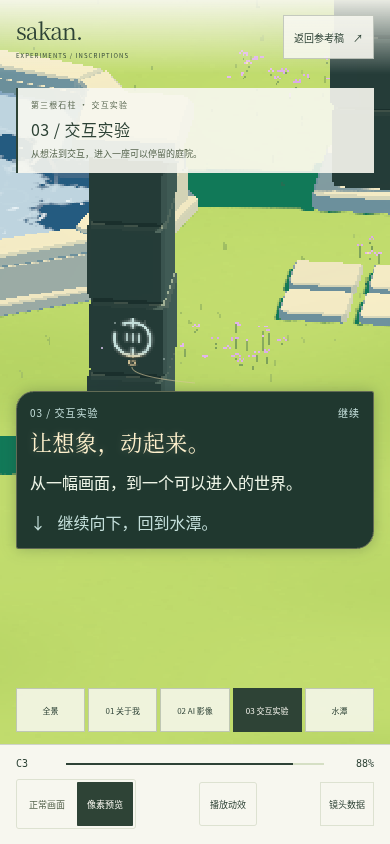 sakan.
EXPERIMENTS / INSCRIPTIONS
返回参考稿 ↗
第三根石柱 · 交互实验
03 / 交互实验
从想法到交互，进入一座可以停留的庭院。
03 / 交互实验
继续
让想象，动起来。
从一幅画面，到一个可以进入的世界。
↓ 继续向下，回到水潭。
全景
01 关于我
02 AI 影像
03 交互实验
水潭
C3
88%
正常画面
像素预览
播放动效
镜头数据